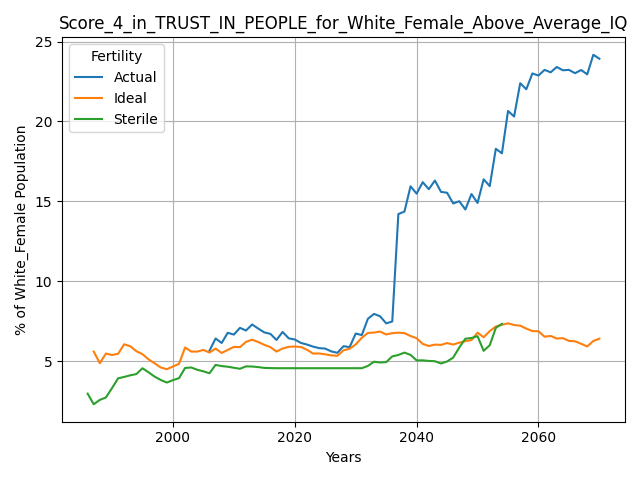 Score_4_in_TRUST_IN_PEOPLE_for_White_Female_Above_Average_IQ
Fertility
Actual
Ideal
Sterile
% of White_Female Population
25
20
15
10
5
2000
2020
2040
2060
Years